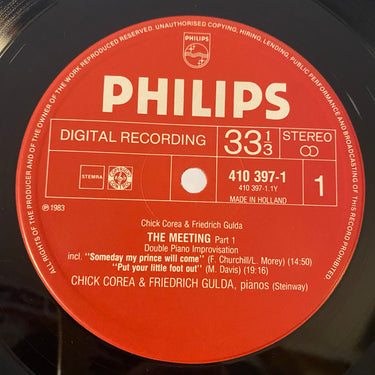 ALL RIGHTS OF THE PRODUCER AND OF THE OWNER OF THE WORK REPRODUCED RESERVED. UNAUTHORISED COPYING, HIRING, LENDING, PUBLIC PERFORMANCE AND BROADCASTING OF THIS RECORD PROHIBITED.
PHILIPS
PHILIPS
DIGITAL RECORDING
33 1/3
STEREO
STEMRA
410 397-1
410 397-1.1Y
MADE IN HOLLAND
1
℗ 1983
Chick Corea & Friedrich Gulda
THE MEETING Part 1
Double Piano Improvisation
incl. "Someday my prince will come" (F. Churchill/L. Morey) (14:50)
"Put your little foot out" (M. Davis) (19:16)
CHICK COREA & FRIEDRICH GULDA, pianos (Steinway)